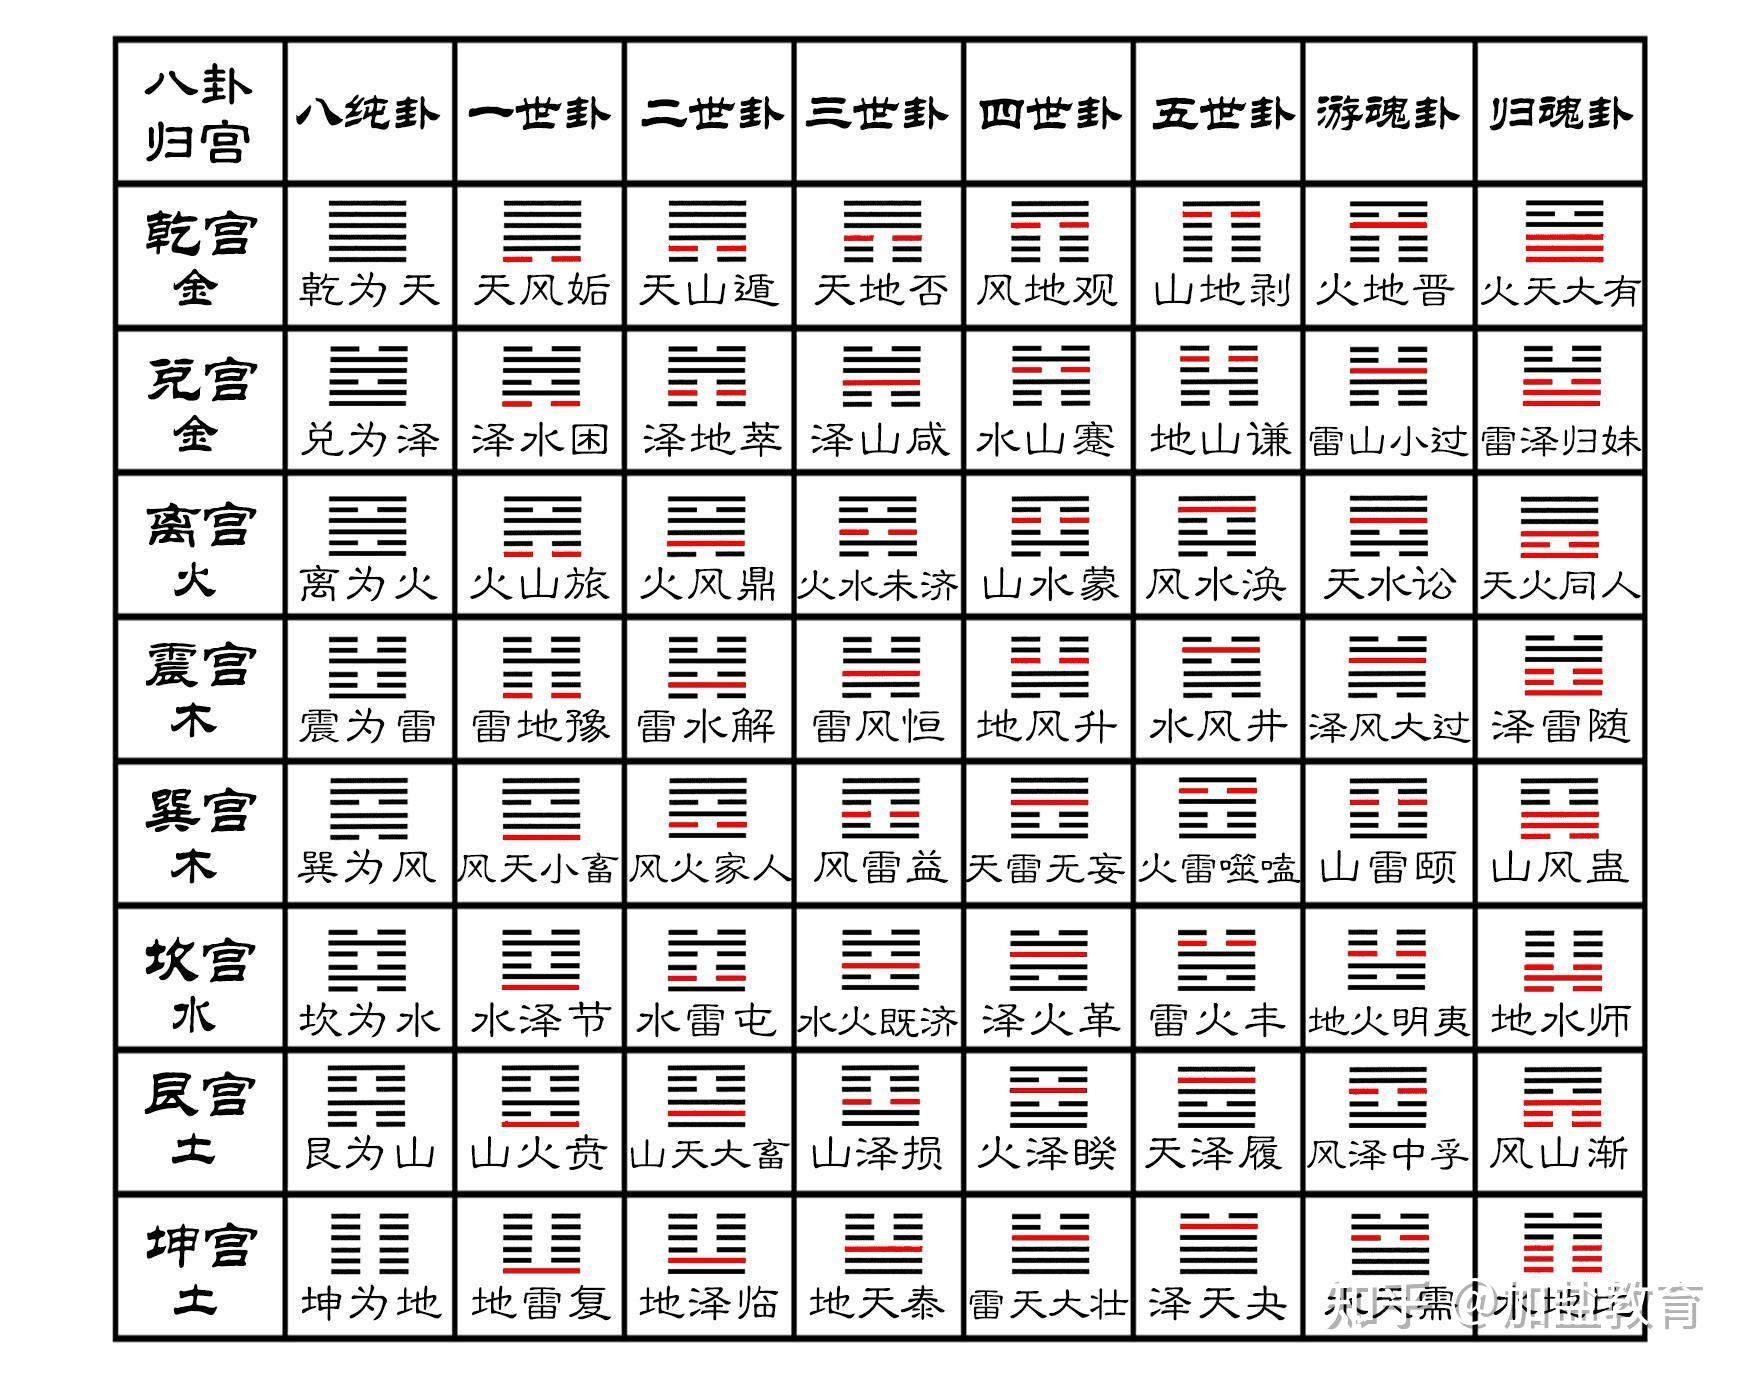 八卦
归宫
八纯卦 一世卦 二世卦 三世卦 四世卦 五世卦 游魂卦 归魂卦
乾宫
金
乾为天 天风姤 天山遁 天地否 风地观 山地剥 火地晋 火天大有
兑宫
金
兑为泽 泽水困 泽地萃 泽山咸 水山蹇 地山谦 雷山小过 雷泽归妹
离宫
火
离为火 火山旅 火风鼎 火水未济 山水蒙 风水涣 天水讼 天火同人
震宫
木
震为雷 雷地豫 雷水解 雷风恒 地风升 水风井 泽风大过 泽雷随
巽宫
木
巽为风 风天小畜 风火家人 风雷益 天雷无妄 火雷噬嗑 山雷颐 山风蛊
坎宫
水
坎为水 水泽节 水雷屯 水火既济 泽火革 雷火丰 地火明夷 地水师
艮宫
土
艮为山 山火贲 山天大畜 山泽损 火泽睽 天泽履 风泽中孚 风山渐
坤宫
土
坤为地 地雷复 地泽临 地天泰 雷天大壮 泽天夬 水天需 水地比
知乎 @加盐教育